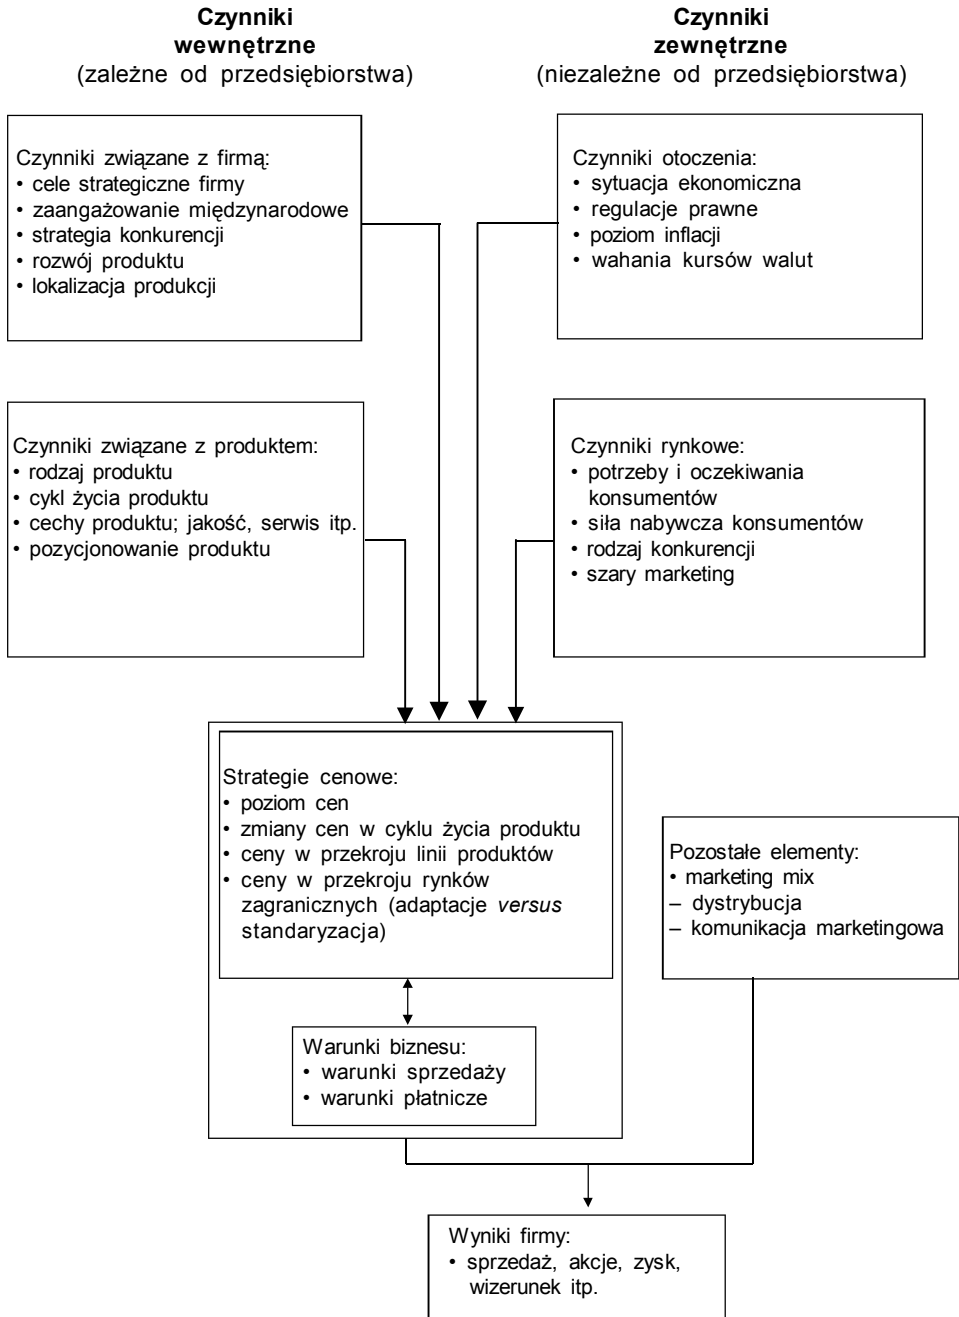 Czynniki
wewnętrzne
(zależne od przedsiębiorstwa)
Czynniki
zewnętrzne
(niezależne od przedsiębiorstwa)
Czynniki związane z firmą:
• cele strategiczne firmy
• zaangażowanie międzynarodowe
• strategia konkurencji
• rozwój produktu
• lokalizacja produkcji
Czynniki otoczenia:
• sytuacja ekonomiczna
• regulacje prawne
• poziom inflacji
• wahania kursów walut
Czynniki związane z produktem:
• rodzaj produktu
• cykl życia produktu
• cechy produktu; jakość, serwis itp.
• pozycjonowanie produktu
Czynniki rynkowe:
• potrzeby i oczekiwania
konsumentów
• siła nabywcza konsumentów
• rodzaj konkurencji
• szary marketing
Strategie cenowe:
• poziom cen
• zmiany cen w cyklu życia produktu
• ceny w przekroju linii produktów
• ceny w przekroju rynków
zagranicznych (adaptacje versus
standaryzacja)
Pozostałe elementy:
• marketing mix
– dystrybucja
– komunikacja marketingowa
Warunki biznesu:
• warunki sprzedaży
• warunki płatnicze
Wyniki firmy:
• sprzedaż, akcje, zysk,
wizerunek itp.